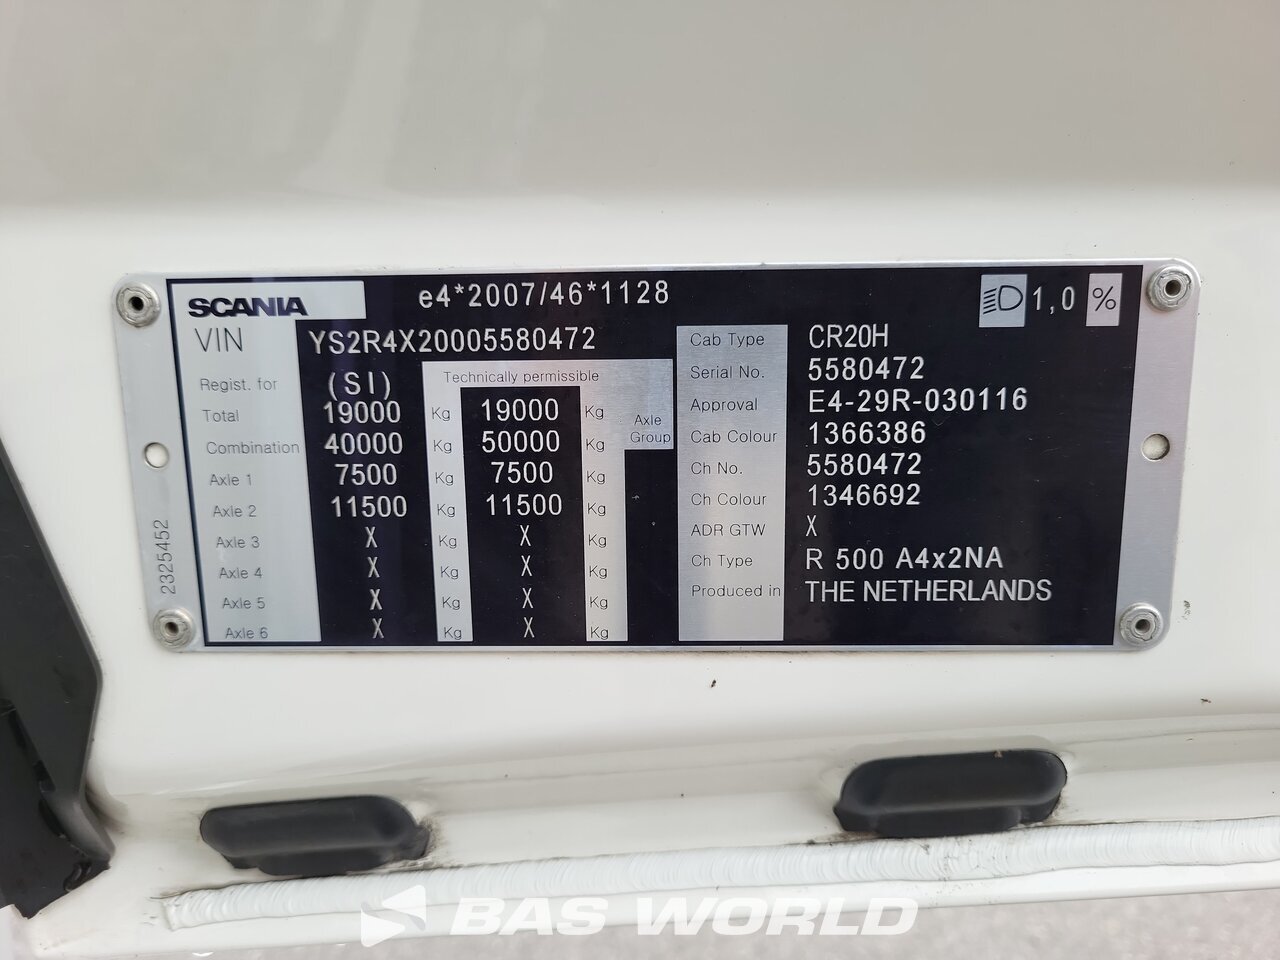 SCANIA e4*2007/46*1128 1,0 %
VIN YS2R4X20005580472
Regist. for (SI) Technically permissible
Total 19000 Kg 19000 Kg Axle Group
Combination 40000 Kg 50000 Kg
Axle 1 7500 Kg 7500 Kg
Axle 2 11500 Kg 11500 Kg
Axle 3 X Kg X Kg
Axle 4 X Kg X Kg
Axle 5 X Kg X Kg
Axle 6 X Kg X Kg
Cab Type CR20H
Serial No. 5580472
Approval E4-29R-030116
Cab Colour 1366386
Ch No. 5580472
Ch Colour 1346692
ADR GTW X
Ch Type R 500 A4x2NA
Produced in THE NETHERLANDS
2325452
BAS WORLD